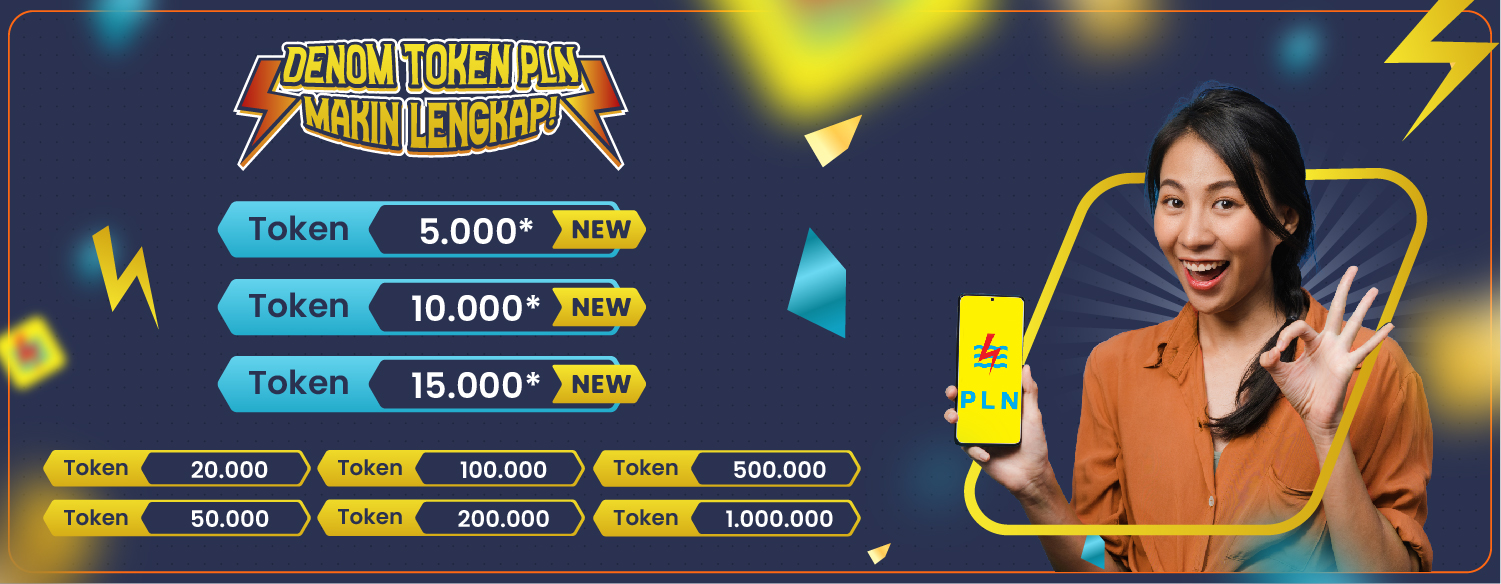 DENOM TOKEN PLN
MAKIN LENGKAP!
Token 5.000* NEW
Token 10.000* NEW
Token 15.000* NEW
Token 20.000 Token 100.000 Token 500.000
Token 50.000 Token 200.000 Token 1.000.000
PLN